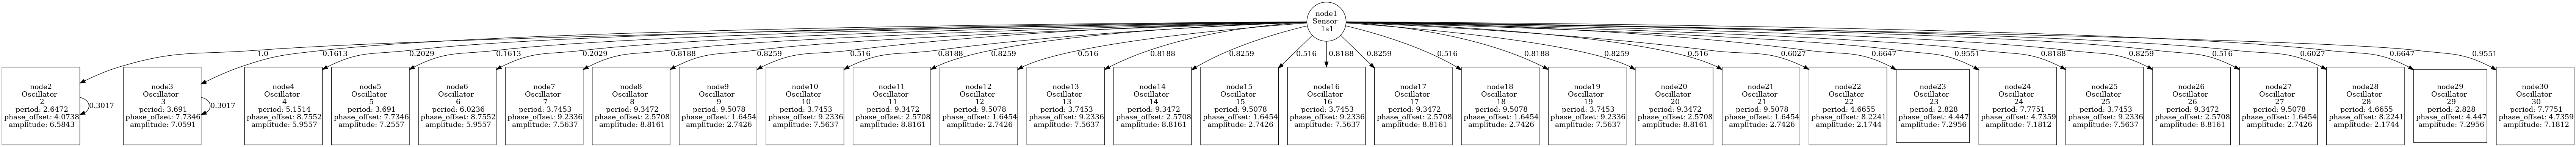 node1
Sensor
1s1
-1.0
0.1613
0.2029
0.1613
0.2029
-0.8188
-0.8259
0.516
-0.8188
-0.8259
0.516
-0.8188
-0.8259
0.516
-0.8188
-0.8259
0.516
-0.8188
-0.8259
0.516
0.6027
-0.6647
-0.9551
-0.8188
-0.8259
0.516
0.6027
-0.6647
-0.9551
node2
Oscillator
2
period: 2.6472
phase_offset: 4.0738
amplitude: 6.5843
0.3017
node3
Oscillator
3
period: 3.691
phase_offset: 7.7346
amplitude: 7.0591
0.3017
node4
Oscillator
4
period: 5.1514
phase_offset: 8.7552
amplitude: 5.9557
node5
Oscillator
5
period: 3.691
phase_offset: 7.7346
amplitude: 7.2557
node6
Oscillator
6
period: 6.0236
phase_offset: 8.7552
amplitude: 5.9557
node7
Oscillator
7
period: 3.7453
phase_offset: 9.2336
amplitude: 7.5637
node8
Oscillator
8
period: 9.3472
phase_offset: 2.5708
amplitude: 8.8161
node9
Oscillator
9
period: 9.5078
phase_offset: 1.6454
amplitude: 2.7426
node10
Oscillator
10
period: 3.7453
phase_offset: 9.2336
amplitude: 7.5637
node11
Oscillator
11
period: 9.3472
phase_offset: 2.5708
amplitude: 8.8161
node12
Oscillator
12
period: 9.5078
phase_offset: 1.6454
amplitude: 2.7426
node13
Oscillator
13
period: 3.7453
phase_offset: 9.2336
amplitude: 7.5637
node14
Oscillator
14
period: 9.3472
phase_offset: 2.5708
amplitude: 8.8161
node15
Oscillator
15
period: 9.5078
phase_offset: 1.6454
amplitude: 2.7426
node16
Oscillator
16
period: 3.7453
phase_offset: 9.2336
amplitude: 7.5637
node17
Oscillator
17
period: 9.3472
phase_offset: 2.5708
amplitude: 8.8161
node18
Oscillator
18
period: 9.5078
phase_offset: 1.6454
amplitude: 2.7426
node19
Oscillator
19
period: 3.7453
phase_offset: 9.2336
amplitude: 7.5637
node20
Oscillator
20
period: 9.3472
phase_offset: 2.5708
amplitude: 8.8161
node21
Oscillator
21
period: 9.5078
phase_offset: 1.6454
amplitude: 2.7426
node22
Oscillator
22
period: 4.6655
phase_offset: 8.2241
amplitude: 2.1744
node23
Oscillator
23
period: 2.828
phase_offset: 4.447
amplitude: 7.2956
node24
Oscillator
24
period: 7.7751
phase_offset: 4.7359
amplitude: 7.1812
node25
Oscillator
25
period: 3.7453
phase_offset: 9.2336
amplitude: 7.5637
node26
Oscillator
26
period: 9.3472
phase_offset: 2.5708
amplitude: 8.8161
node27
Oscillator
27
period: 9.5078
phase_offset: 1.6454
amplitude: 2.7426
node28
Oscillator
28
period: 4.6655
phase_offset: 8.2241
amplitude: 2.1744
node29
Oscillator
29
period: 2.828
phase_offset: 4.447
amplitude: 7.2956
node30
Oscillator
30
period: 7.7751
phase_offset: 4.7359
amplitude: 7.1812